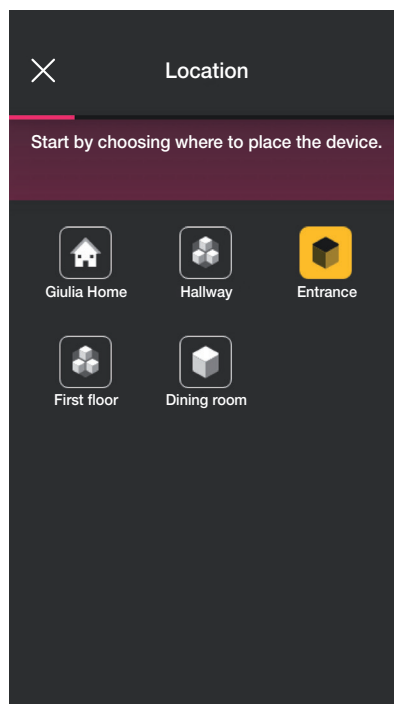 Location
Start by choosing where to place the device.
Giulia Home
Hallway
Entrance
First floor
Dining room